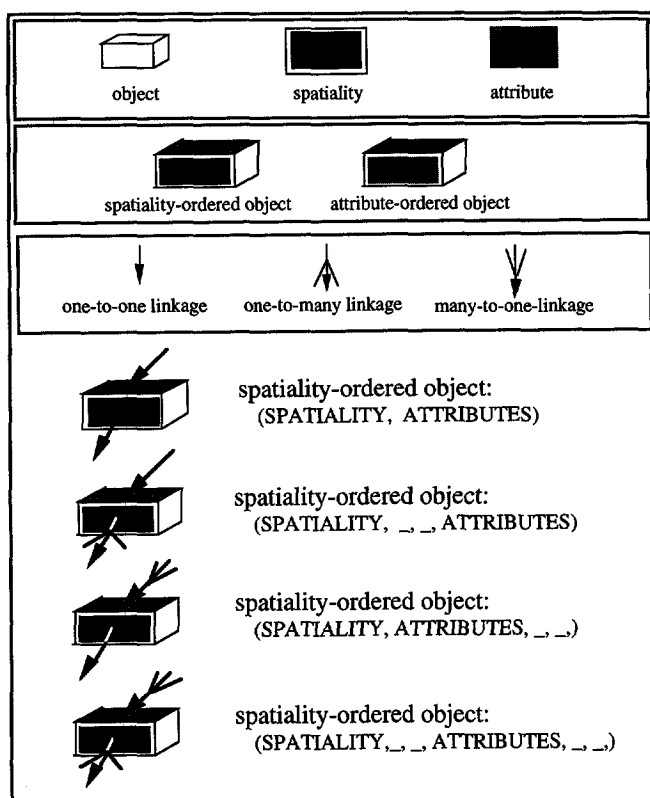 object spatiality attribute
spatiality-ordered object attribute-ordered object
one-to-one linkage one-to-many linkage many-to-one-linkage
spatiality-ordered object:
(SPATIALITY, ATTRIBUTES)
spatiality-ordered object:
(SPATIALITY, _, _, ATTRIBUTES)
spatiality-ordered object:
(SPATIALITY, ATTRIBUTES, _, _,)
spatiality-ordered object:
(SPATIALITY,_, _, ATTRIBUTES, _, _,)